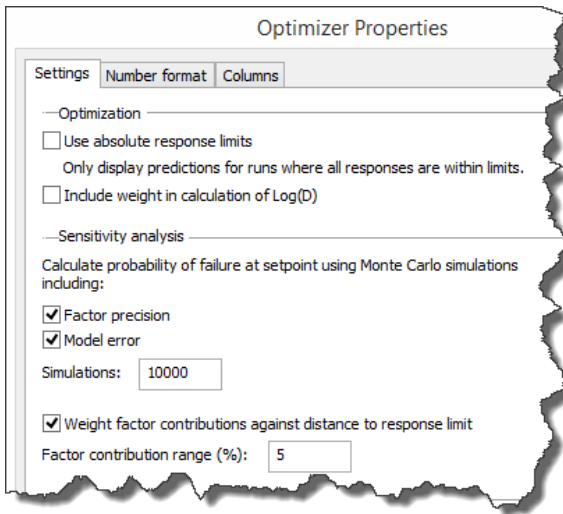 Optimizer Properties
Settings Number format Columns
Optimization
Use absolute response limits
Only display predictions for runs where all responses are within limits.
Include weight in calculation of Log(D)
Sensitivity analysis
Calculate probability of failure at setpoint using Monte Carlo simulations
including:
Factor precision
Model error
Simulations: 10000
Weight factor contributions against distance to response limit
Factor contribution range (%): 5